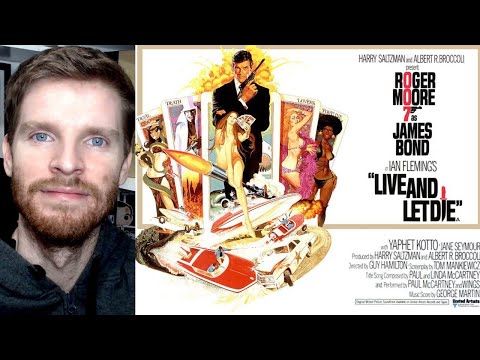 HARRY SALTZMAN and ALBERT R. BROCCOLI
present
ROGER
MOORE
7
as
JAMES
BOND
in
IAN FLEMING'S
"LIVE AND
LET DIE".
DEATH
LOVERS
with YAPHET KOTTO · JANE SEYMOUR
Produced by HARRY SALTZMAN and ALBERT R. BROCCOLI
Directed by GUY HAMILTON Screenplay by TOM MANKIEWICZ
Title Song Composed by PAUL and LINDA McCARTNEY
and Performed by PAUL McCARTNEY and WINGS
Music Score by GEORGE MARTIN
United Artists